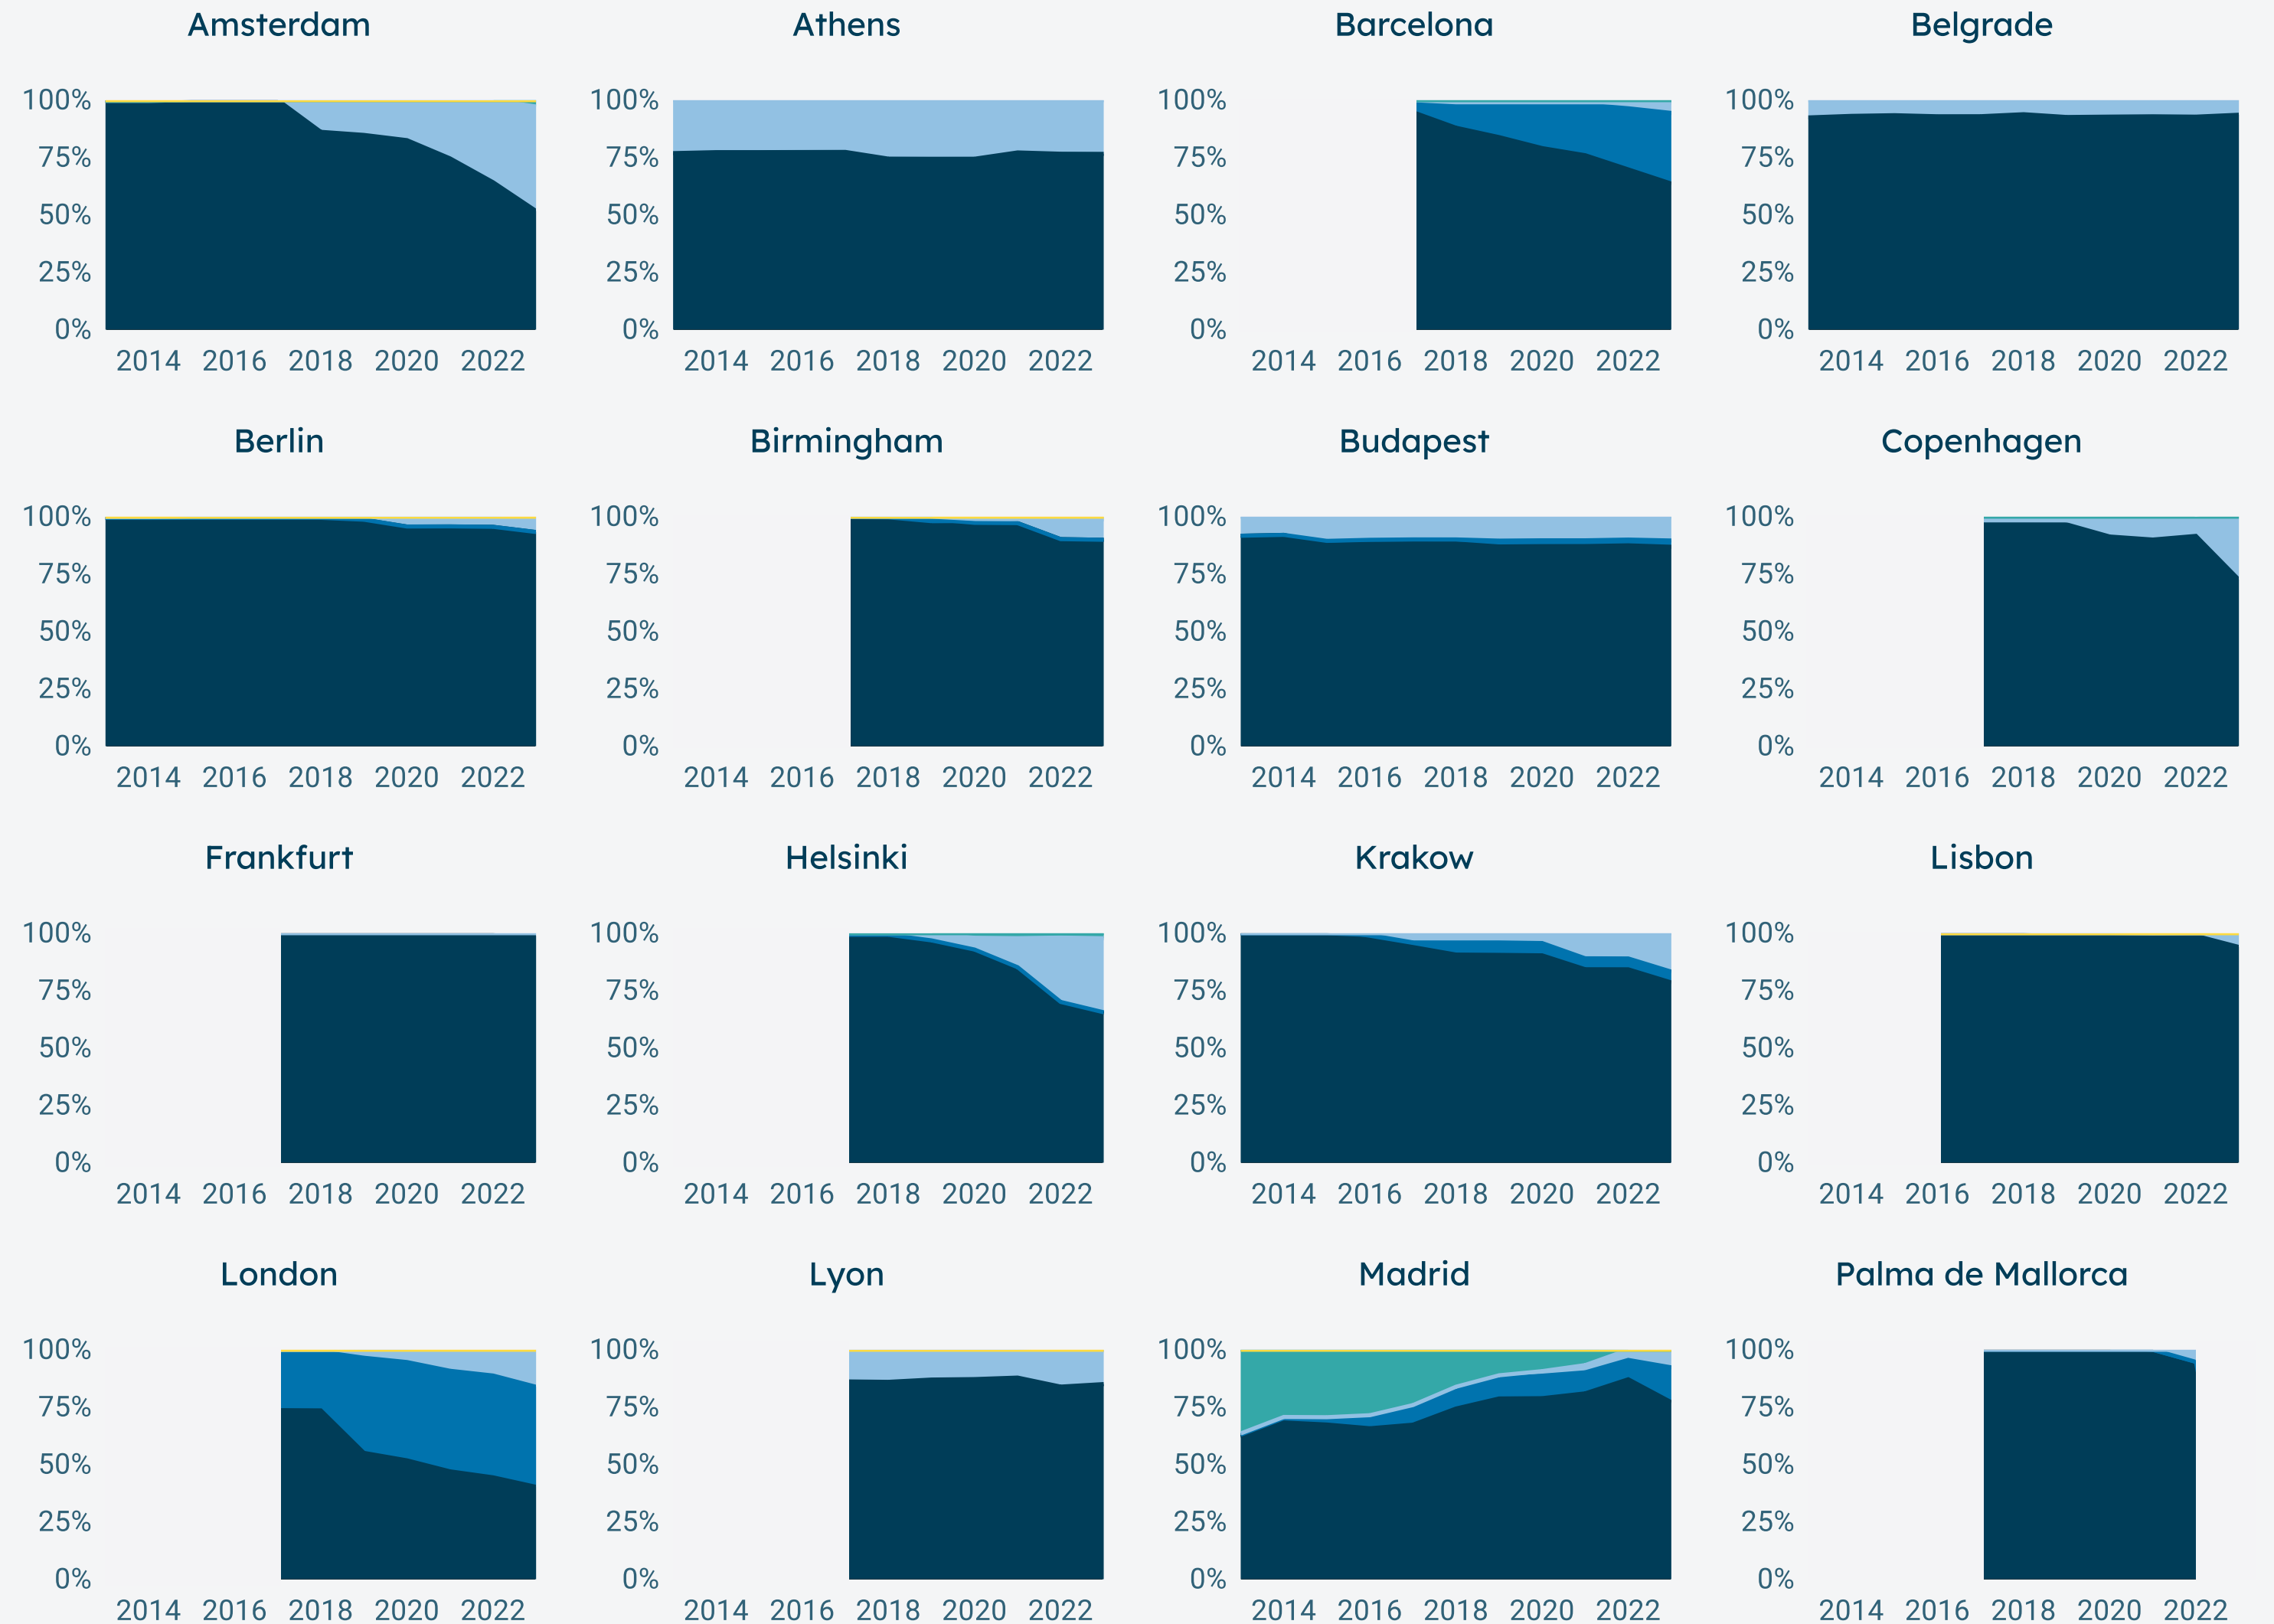 Amsterdam Athens Barcelona Belgrade
100% 100% 100% 100%
75% 75% 75% 75%
50% 50% 50% 50%
25% 25% 25% 25%
0% 0% 0% 0%
2014 2016 2018 2020 2022 2014 2016 2018 2020 2022 2014 2016 2018 2020 2022 2014 2016 2018 2020 2022
Berlin Birmingham Budapest Copenhagen
100% 100% 100% 100%
75% 75% 75% 75%
50% 50% 50% 50%
25% 25% 25% 25%
0% 0% 0% 0%
2014 2016 2018 2020 2022 2014 2016 2018 2020 2022 2014 2016 2018 2020 2022 2014 2016 2018 2020 2022
Frankfurt Helsinki Krakow Lisbon
100% 100% 100% 100%
75% 75% 75% 75%
50% 50% 50% 50%
25% 25% 25% 25%
0% 0% 0% 0%
2014 2016 2018 2020 2022 2014 2016 2018 2020 2022 2014 2016 2018 2020 2022 2014 2016 2018 2020 2022
London Lyon Madrid Palma de Mallorca
100% 100% 100% 100%
75% 75% 75% 75%
50% 50% 50% 50%
25% 25% 25% 25%
0% 0% 0% 0%
2014 2016 2018 2020 2022 2014 2016 2018 2020 2022 2014 2016 2018 2020 2022 2014 2016 2018 2020 2022